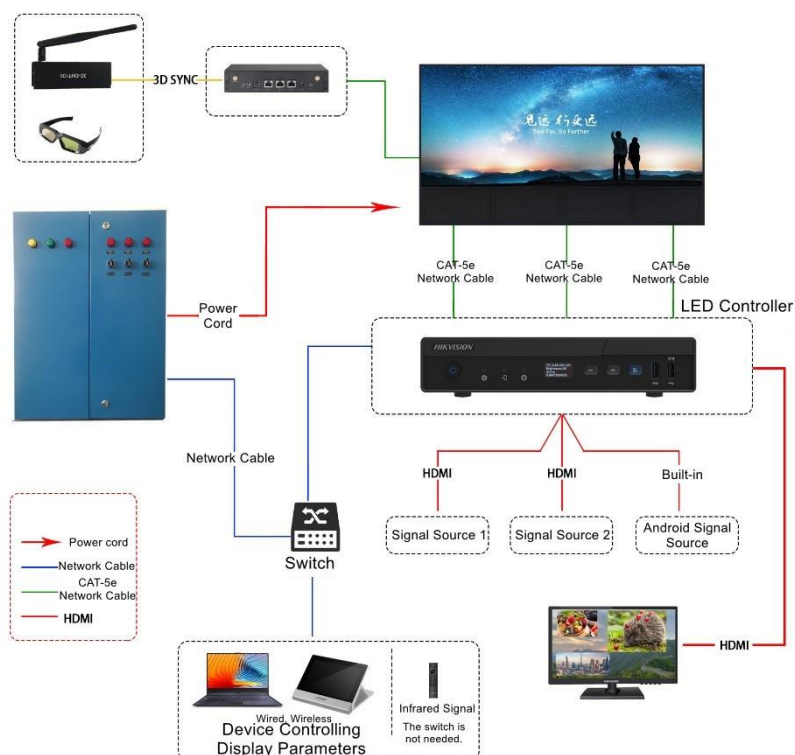 3D SYNC
见远 行更远
See Far, Go Further
CAT-5e
Network Cable
CAT-5e
Network Cable
CAT-5e
Network Cable
LED Controller
Power
Cord
HIKVISION
Network Cable
HDMI
HDMI
Built-in
Signal Source 1
Signal Source 2
Android Signal
Source
Switch
Power cord
Network Cable
CAT-5e
Network Cable
HDMI
HDMI
Wired, Wireless
Device Controlling
Display Parameters
Infrared Signal
The switch is
not needed.